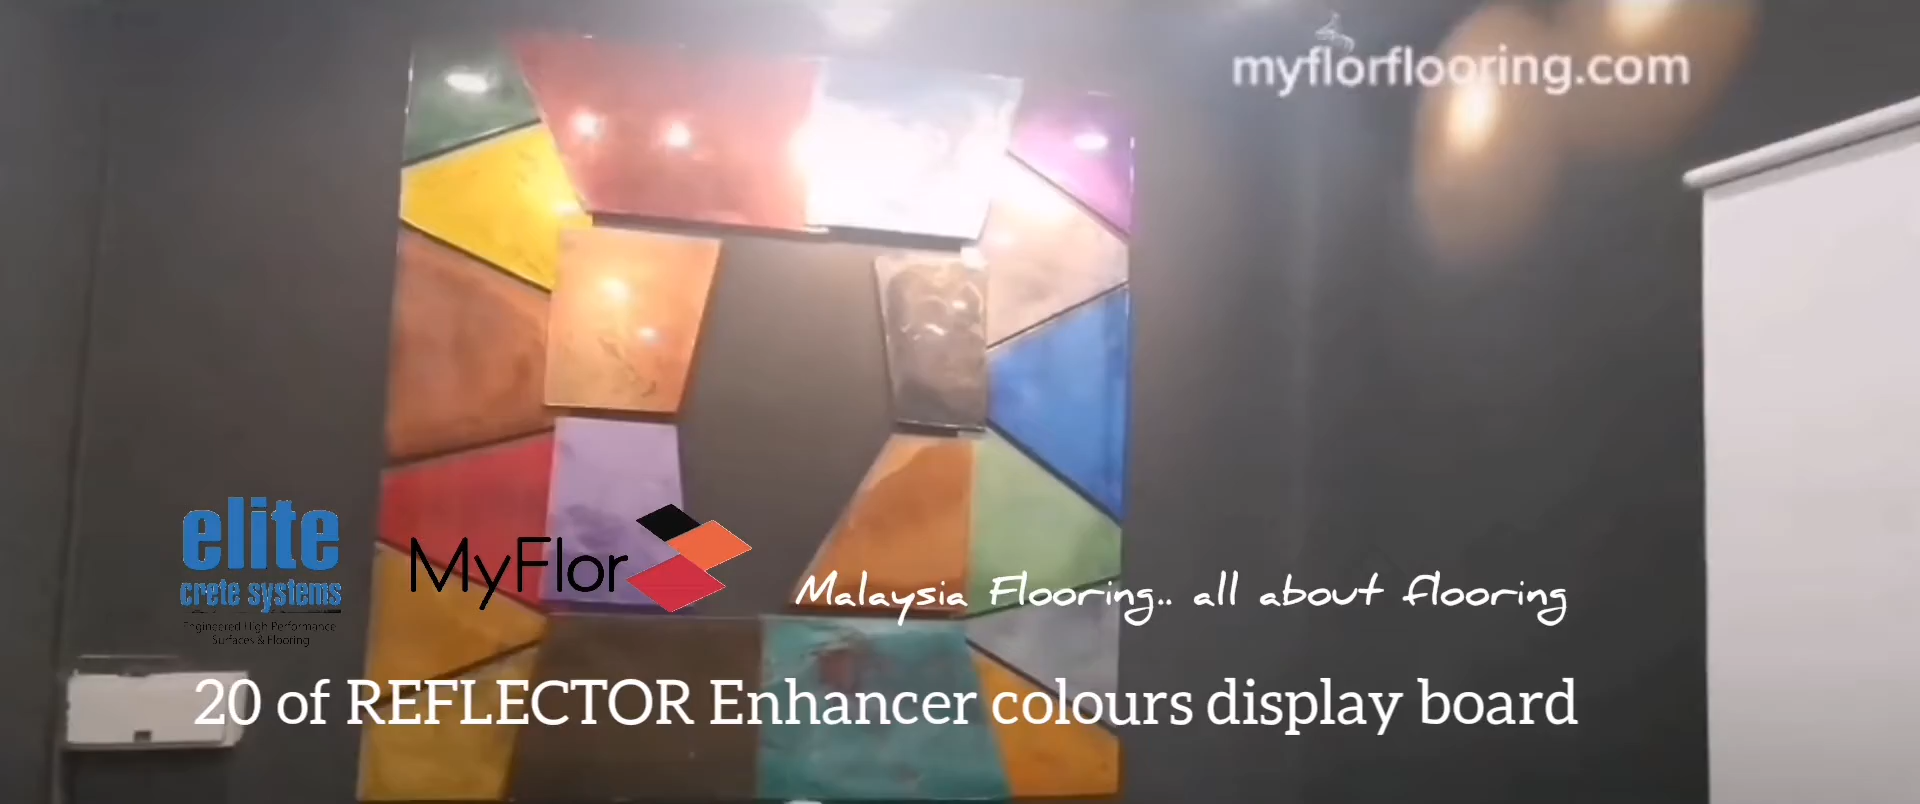 myflorflooring.com
elite
crete systems
Engineered High Performance
Surfaces & Flooring
MyFlor
Malaysia Flooring.. all about flooring
20 of REFLECTOR Enhancer colours display board